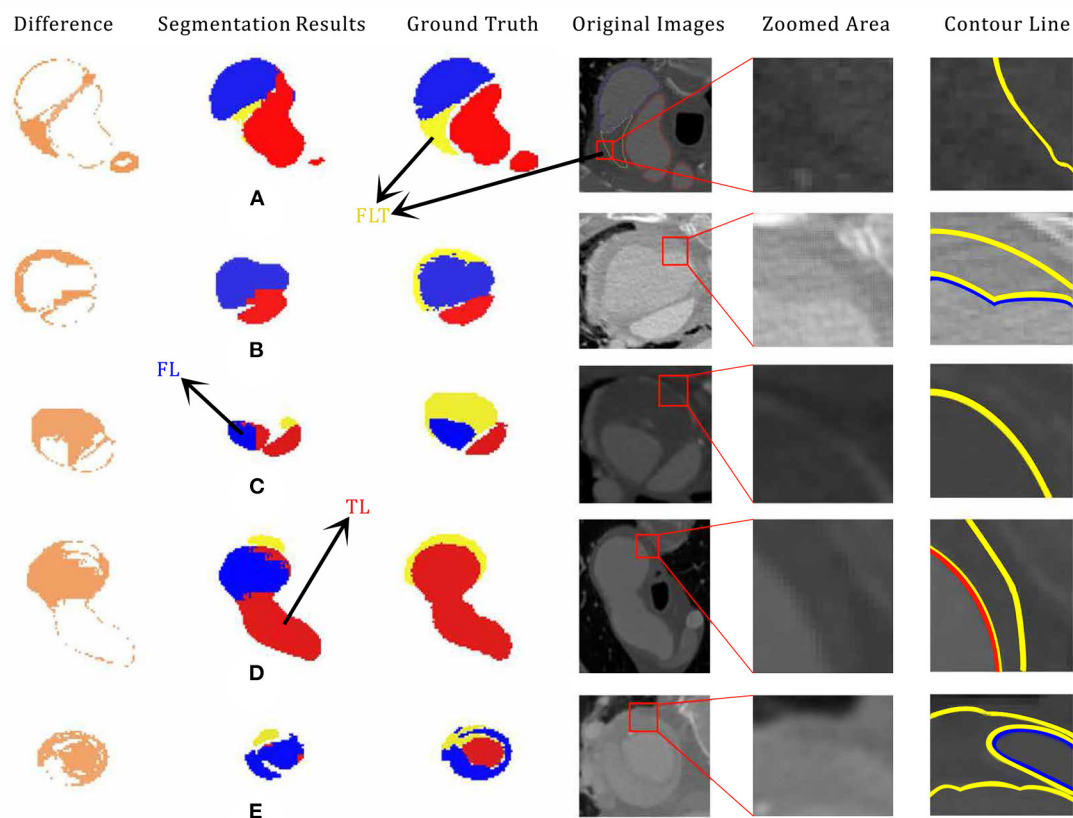 Difference Segmentation Results Ground Truth Original Images Zoomed Area Contour Line
A
FLT
B
FL
C
TL
D
E